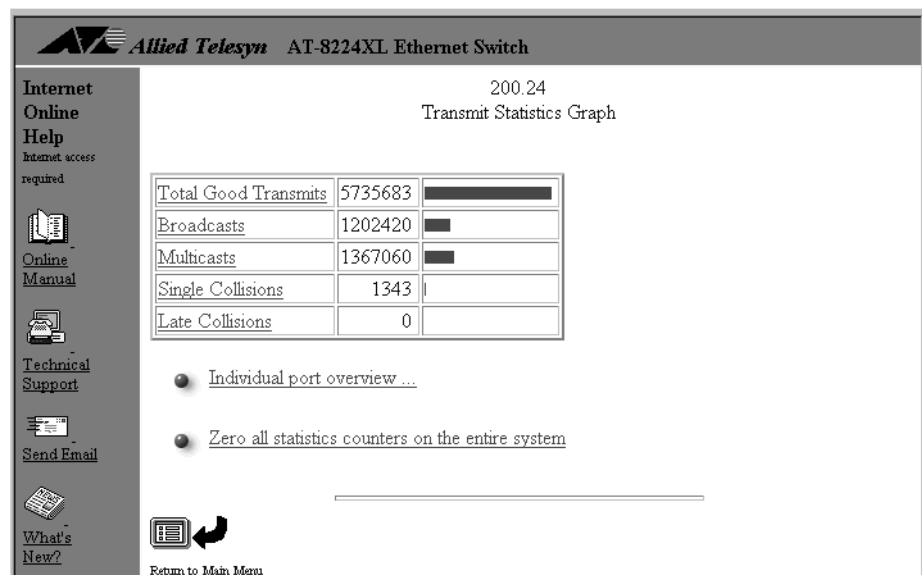 Allied Telesyn AT-8224XL Ethernet Switch
Internet
Online
Help
Internet access
required
Online
Manual
Technical
Support
Send Email
NEWS
What's
New?
200.24
Transmit Statistics Graph
Total Good Transmits 5735683
Broadcasts 1202420
Multicasts 1367060
Single Collisions 1343
Late Collisions 0
Individual port overview ...
Zero all statistics counters on the entire system
Return to Main Menu